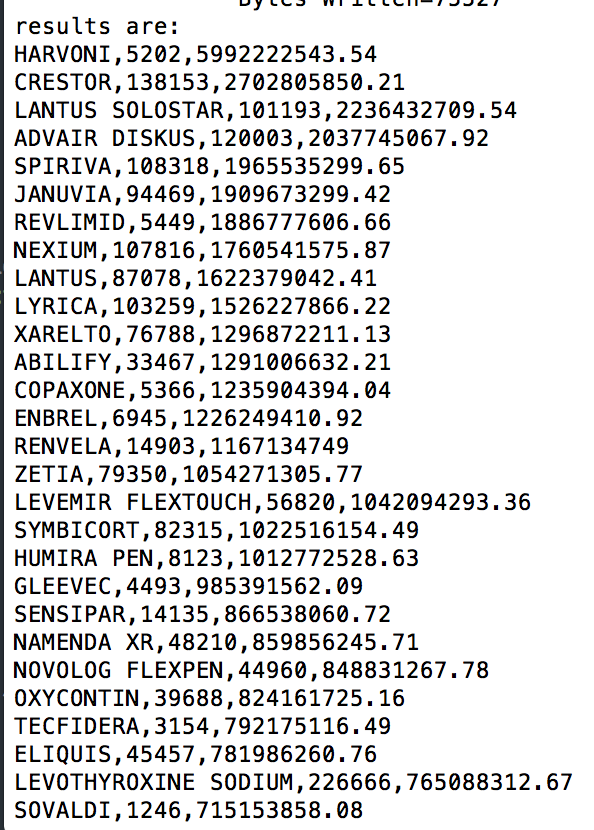 Bytes Written=75527
results are:
HARVONI,5202,5992222543.54
CRESTOR,138153,2702805850.21
LANTUS SOLOSTAR,101193,2236432709.54
ADVAIR DISKUS,120003,2037745067.92
SPIRIVA,108318,1965535299.65
JANUVIA,94469,1909673299.42
REVLIMID,5449,1886777606.66
NEXIUM,107816,1760541575.87
LANTUS,87078,1622379042.41
LYRICA,103259,1526227866.22
XARELTO,76788,1296872211.13
ABILIFY,33467,1291006632.21
COPAXONE,5366,1235904394.04
ENBREL,6945,1226249410.92
RENVELA,14903,1167134749
ZETIA,79350,1054271305.77
LEVEMIR FLEXTOUCH,56820,1042094293.36
SYMBICORT,82315,1022516154.49
HUMIRA PEN,8123,1012772528.63
GLEEVEC,4493,985391562.09
SENSIPAR,14135,866538060.72
NAMENDA XR,48210,859856245.71
NOVOLOG FLEXPEN,44960,848831267.78
OXYCONTIN,39688,824161725.16
TECFIDERA,3154,792175116.49
ELIQUIS,45457,781986260.76
LEVOTHYROXINE SODIUM,226666,765088312.67
SOVALDI,1246,715153858.08